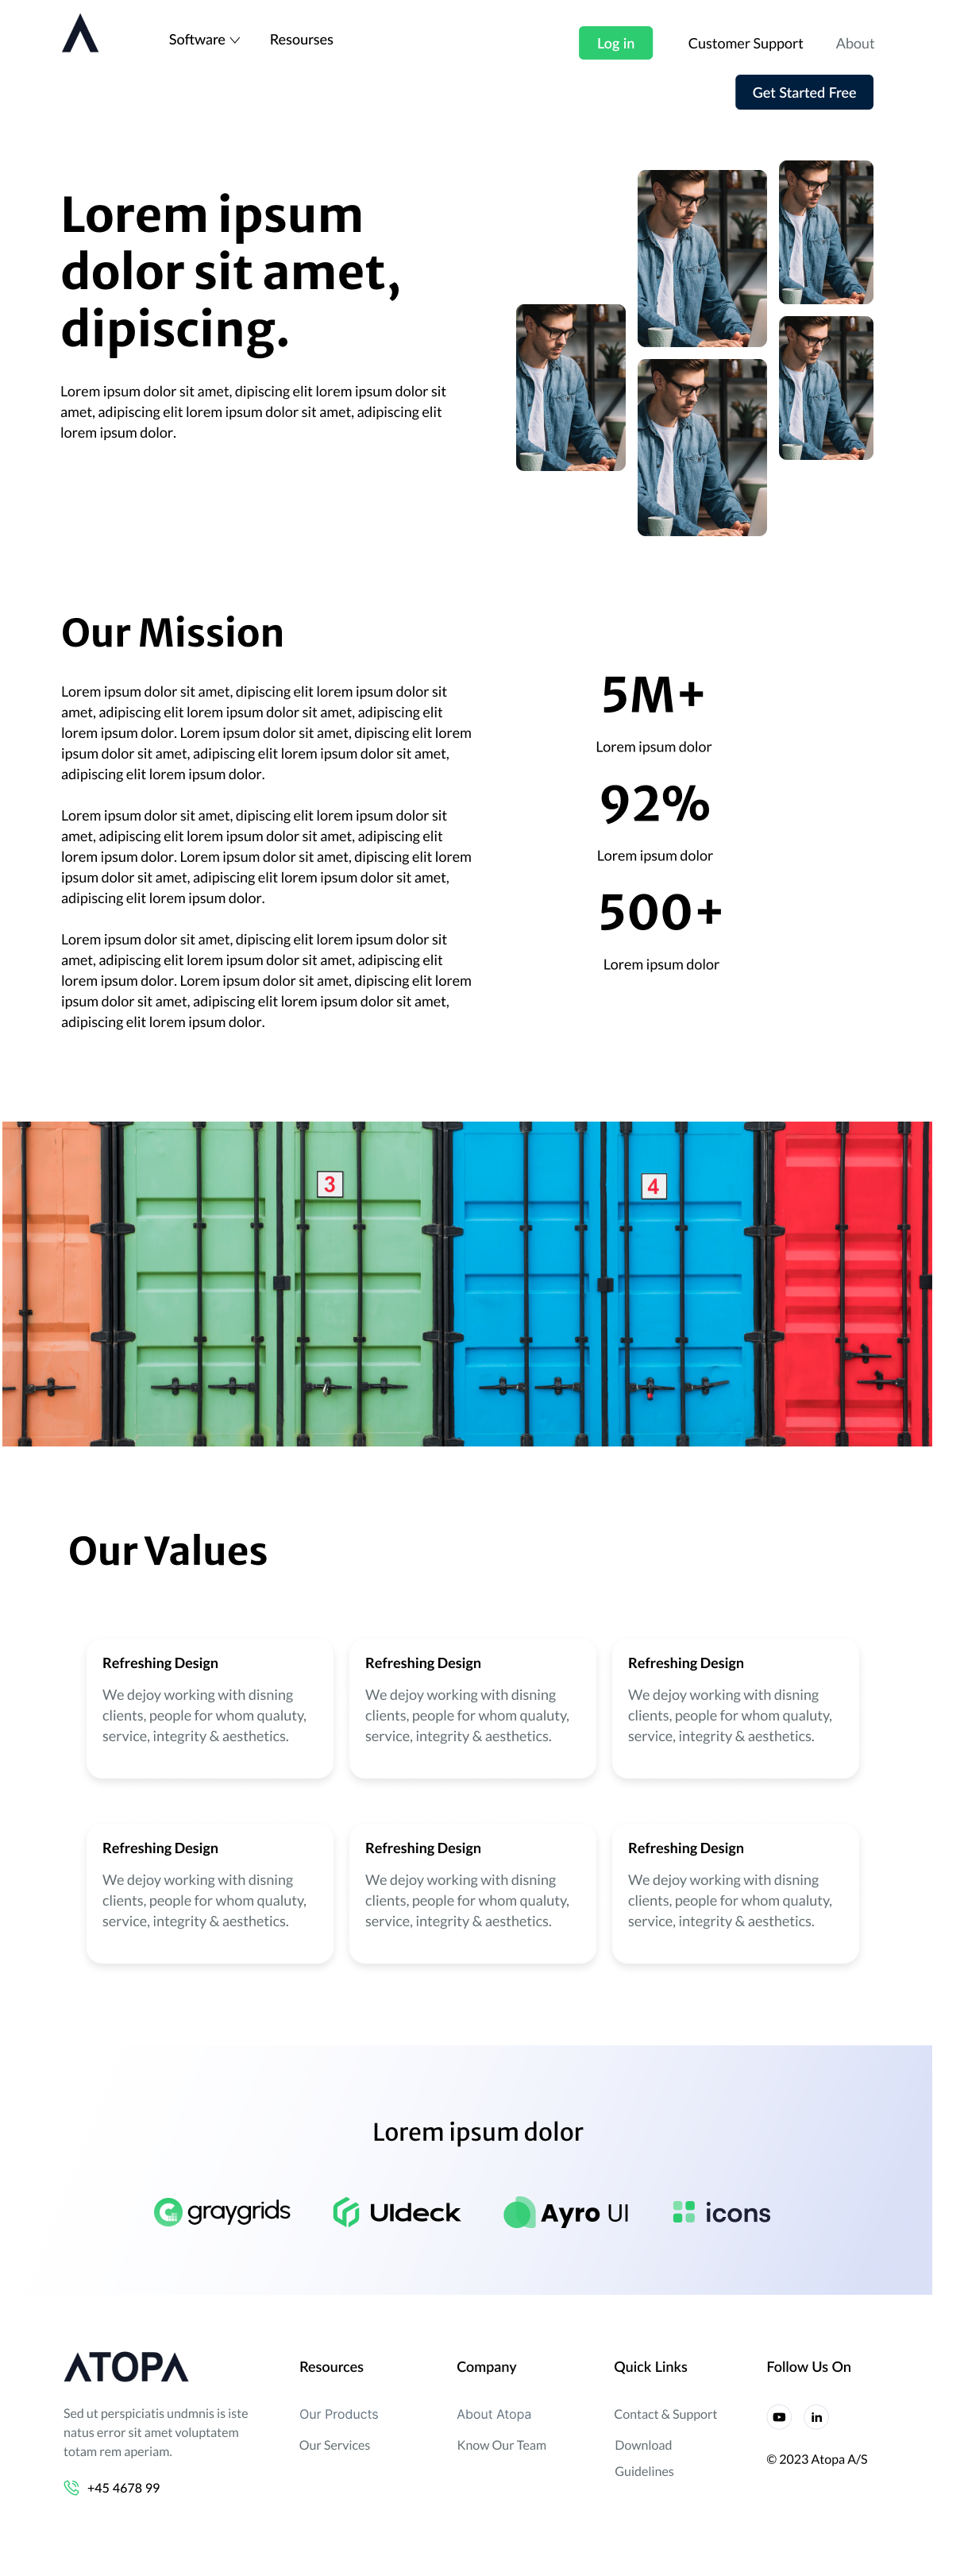 Software
Resourses
Log in
Customer Support
About
Get Started Free
Lorem ipsum
dolor sit amet,
dipiscing.
Lorem ipsum dolor sit amet, dipiscing elit lorem ipsum dolor sit
amet, adipiscing elit lorem ipsum dolor sit amet, adipiscing elit
lorem ipsum dolor.
Our Mission
Lorem ipsum dolor sit amet, dipiscing elit lorem ipsum dolor sit
amet, adipiscing elit lorem ipsum dolor sit amet, adipiscing elit
lorem ipsum dolor. Lorem ipsum dolor sit amet, dipiscing elit lorem
ipsum dolor sit amet, adipiscing elit lorem ipsum dolor sit amet,
adipiscing elit lorem ipsum dolor.
Lorem ipsum dolor sit amet, dipiscing elit lorem ipsum dolor sit
amet, adipiscing elit lorem ipsum dolor sit amet, adipiscing elit
lorem ipsum dolor. Lorem ipsum dolor sit amet, dipiscing elit lorem
ipsum dolor sit amet, adipiscing elit lorem ipsum dolor sit amet,
adipiscing elit lorem ipsum dolor.
Lorem ipsum dolor sit amet, dipiscing elit lorem ipsum dolor sit
amet, adipiscing elit lorem ipsum dolor sit amet, adipiscing elit
lorem ipsum dolor. Lorem ipsum dolor sit amet, dipiscing elit lorem
ipsum dolor sit amet, adipiscing elit lorem ipsum dolor sit amet,
adipiscing elit lorem ipsum dolor.
5M+
Lorem ipsum dolor
92%
Lorem ipsum dolor
500+
Lorem ipsum dolor
3
4
Our Values
Refreshing Design
We dejoy working with disning
clients, people for whom qualuty,
service, integrity & aesthetics.
Refreshing Design
We dejoy working with disning
clients, people for whom qualuty,
service, integrity & aesthetics.
Refreshing Design
We dejoy working with disning
clients, people for whom qualuty,
service, integrity & aesthetics.
Refreshing Design
We dejoy working with disning
clients, people for whom qualuty,
service, integrity & aesthetics.
Refreshing Design
We dejoy working with disning
clients, people for whom qualuty,
service, integrity & aesthetics.
Refreshing Design
We dejoy working with disning
clients, people for whom qualuty,
service, integrity & aesthetics.
Lorem ipsum dolor
graygrids
UIdeck
Ayro UI
icons
ATOPA
Sed ut perspiciatis undmnis is iste
natus error sit amet voluptatem
totam rem aperiam.
+45 4678 99
Resources
Our Products
Our Services
Company
About Atopa
Know Our Team
Quick Links
Contact & Support
Download
Guidelines
Follow Us On
in
© 2023 Atopa A/S